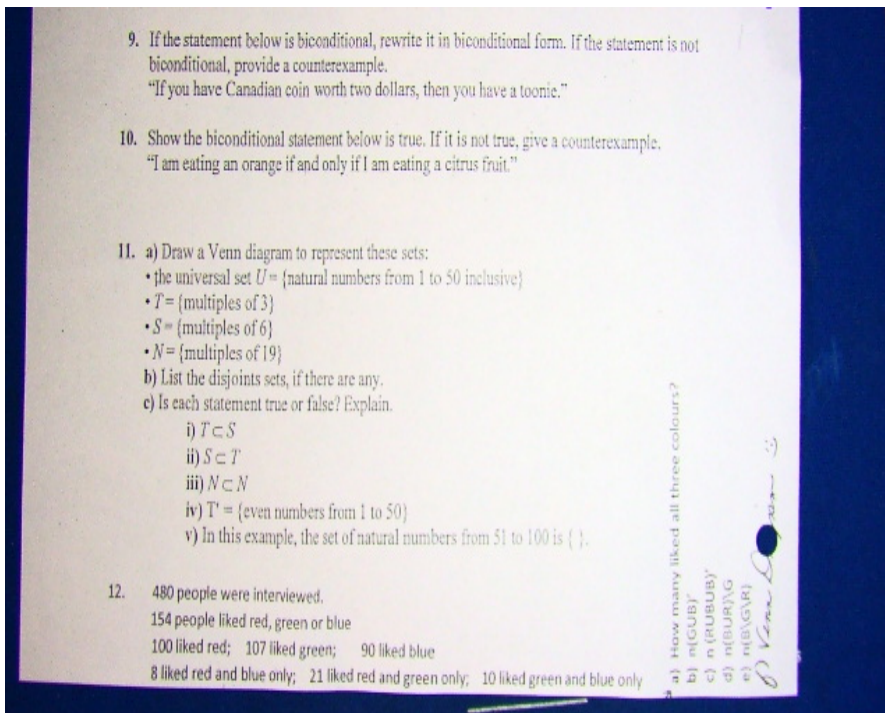 9. If the statement below is biconditional, rewrite it in biconditional form. If the statement is not
biconditional, provide a counterexample.
“If you have Canadian coin worth two dollars, then you have a toonie.”
10. Show the biconditional statement below is true. If it is not true, give a counterexample.
“I am eating an orange if and only if I am eating a citrus fruit.”
11. a) Draw a Venn diagram to represent these sets:
• the universal set U = {natural numbers from 1 to 50 inclusive}
• T = {multiples of 3}
• S = {multiples of 6}
• N = {multiples of 19}
b) List the disjoints sets, if there are any.
c) Is each statement true or false? Explain.
i) T ⊂ S
ii) S ⊂ T
iii) N ⊂ N
iv) T' = {even numbers from 1 to 50}
v) In this example, the set of natural numbers from 51 to 100 is { }.
12. 480 people were interviewed.
154 people liked red, green or blue
100 liked red; 107 liked green; 90 liked blue
8 liked red and blue only; 21 liked red and green only; 10 liked green and blue only
a) How many liked all three colours?
b) n(GUB)'
c) n (RUBUB)'
d) n(BUR)\G
e) n(B\G\R)
f) Venn :)